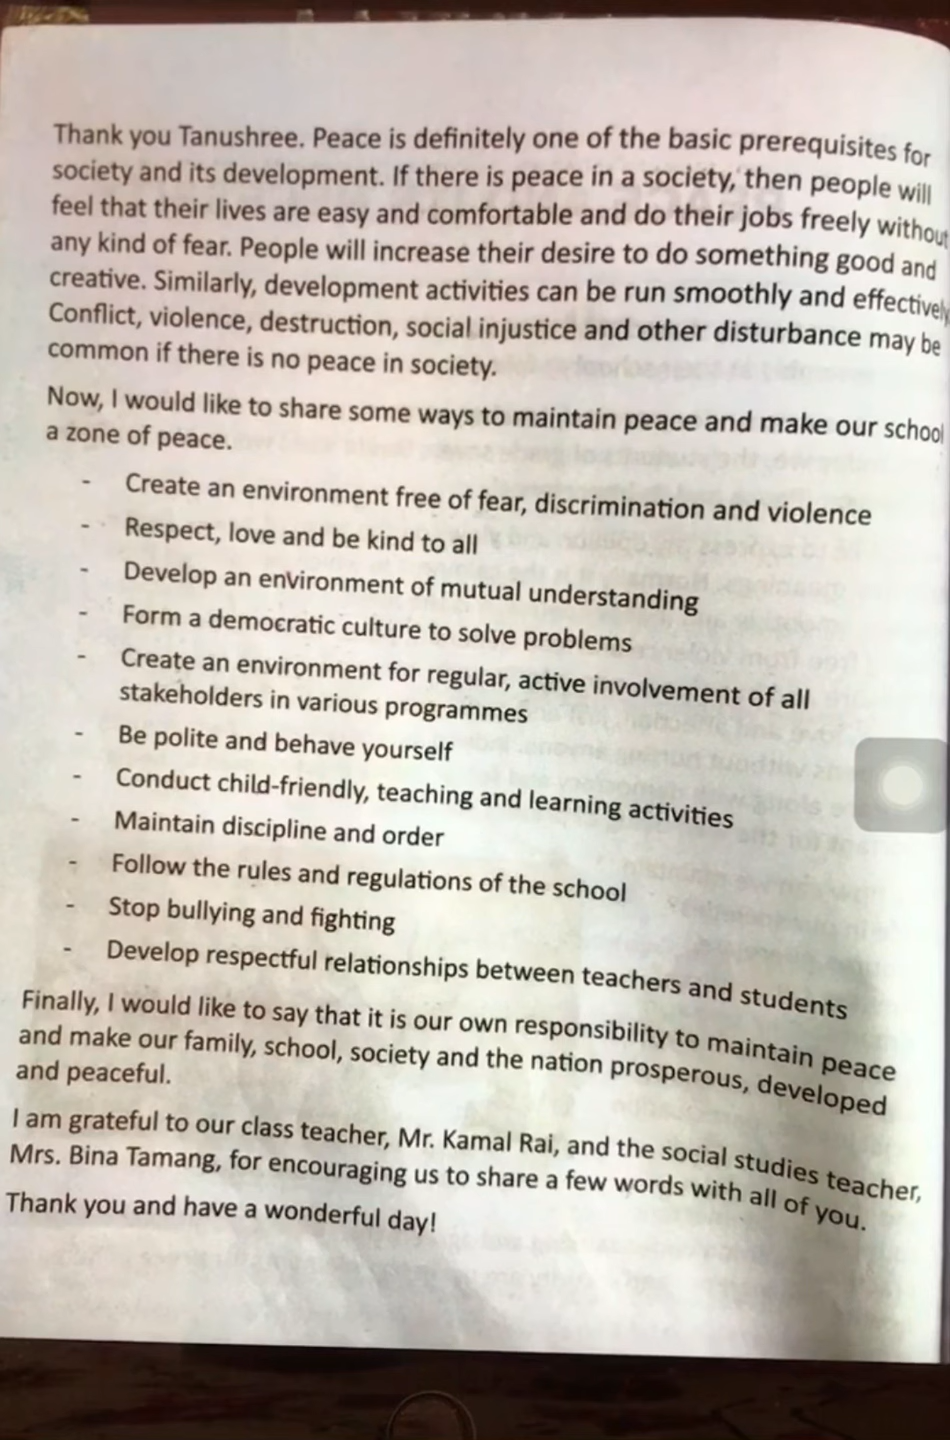 Thank you Tanushree. Peace is definitely one of the basic prerequisites for
society and its development. If there is peace in a society, then people will
feel that their lives are easy and comfortable and do their jobs freely without
any kind of fear. People will increase their desire to do something good and
creative. Similarly, development activities can be run smoothly and effectively
Conflict, violence, destruction, social injustice and other disturbance may be
common if there is no peace in society.
Now, I would like to share some ways to maintain peace and make our school
a zone of peace.
- Create an environment free of fear, discrimination and violence
- Respect, love and be kind to all
- Develop an environment of mutual understanding
- Form a democratic culture to solve problems
- Create an environment for regular, active involvement of all
stakeholders in various programmes
- Be polite and behave yourself
- Conduct child-friendly, teaching and learning activities
- Maintain discipline and order
- Follow the rules and regulations of the school
- Stop bullying and fighting
- Develop respectful relationships between teachers and students
Finally, I would like to say that it is our own responsibility to maintain peace
and make our family, school, society and the nation prosperous, developed
and peaceful.
I am grateful to our class teacher, Mr. Kamal Rai, and the social studies teacher,
Mrs. Bina Tamang, for encouraging us to share a few words with all of you.
Thank you and have a wonderful day!